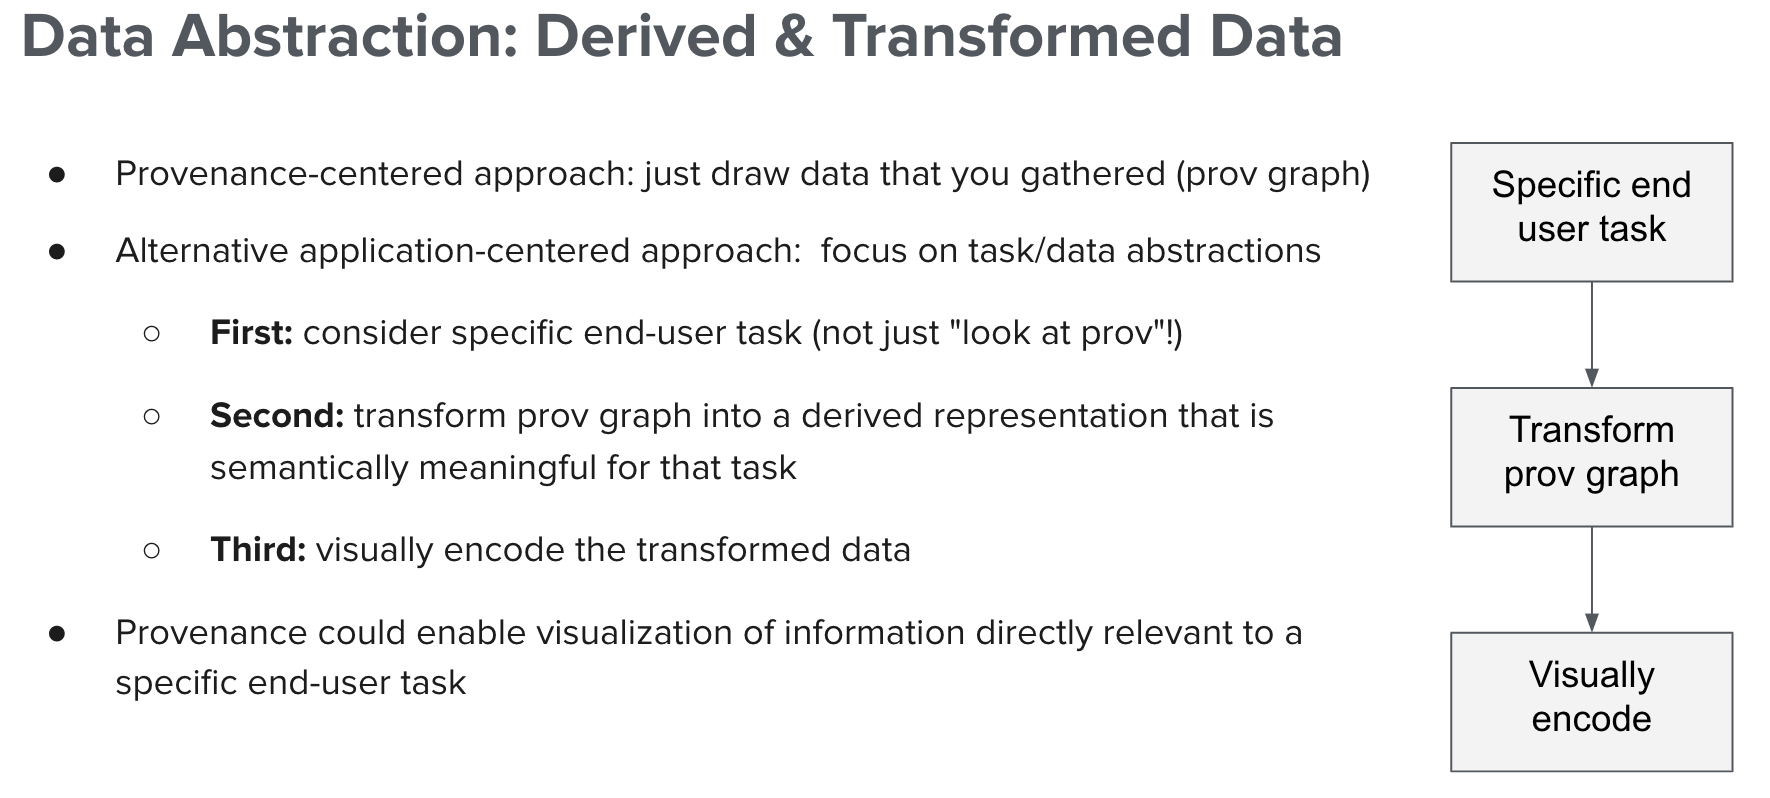 Data Abstraction: Derived & Transformed Data
● Provenance-centered approach: just draw data that you gathered (prov graph)
● Alternative application-centered approach:  focus on task/data abstractions
○ First: consider specific end-user task (not just "look at prov"!)
○ Second: transform prov graph into a derived representation that is
semantically meaningful for that task
○ Third: visually encode the transformed data
● Provenance could enable visualization of information directly relevant to a
specific end-user task
Specific end
user task
Transform
prov graph
Visually
encode